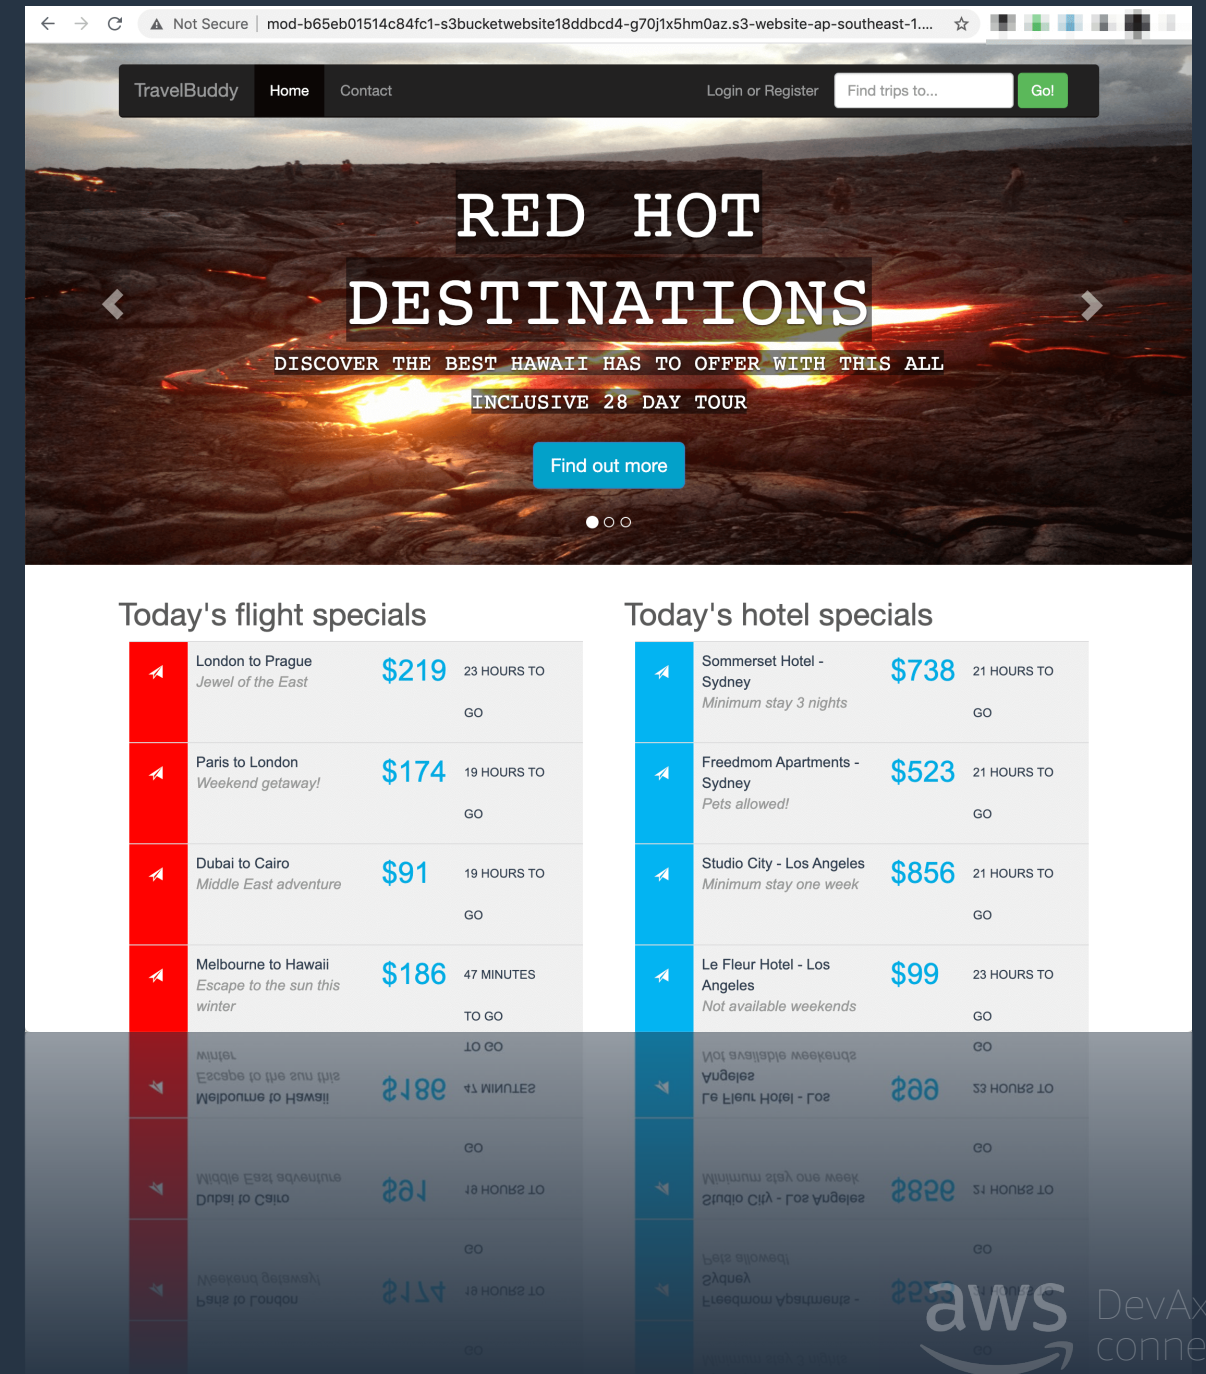 Not Secure | mod-b65eb01514c84fc1-s3bucketwebsite18ddbcd4-g70j1x5hm0az.s3-website-ap-southeast-1....
TravelBuddy Home Contact Login or Register Find trips to... Go!
RED HOT
DESTINATIONS
DISCOVER THE BEST HAWAII HAS TO OFFER WITH THIS ALL
INCLUSIVE 28 DAY TOUR
Find out more
Today's flight specials
London to Prague $219 23 HOURS TO
Jewel of the East
GO
Paris to London $174 19 HOURS TO
Weekend getaway!
GO
Dubai to Cairo $91 19 HOURS TO
Middle East adventure
GO
Melbourne to Hawaii $186 47 MINUTES
Escape to the sun this
winter
TO GO
Today's hotel specials
Sommerset Hotel - $738 21 HOURS TO
Sydney
Minimum stay 3 nights
GO
Freedmom Apartments - $523 21 HOURS TO
Sydney
Pets allowed!
GO
Studio City - Los Angeles $856 21 HOURS TO
Minimum stay one week
GO
Le Fleur Hotel - Los $99 23 HOURS TO
Angeles
Not available weekends
GO
aws DevAx
conne